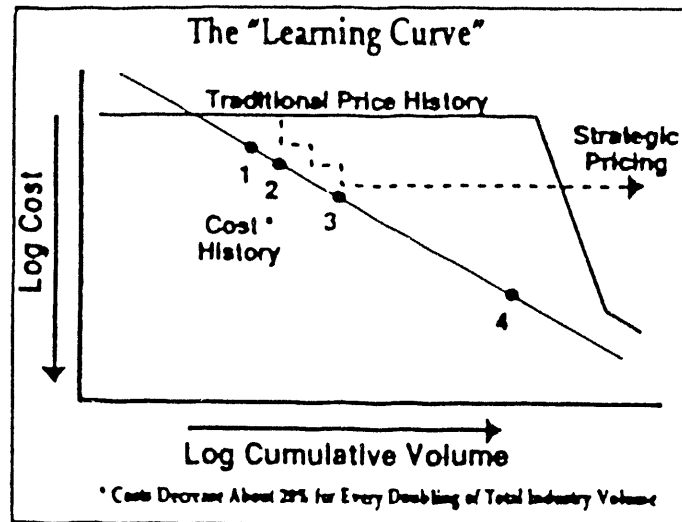 The "Learning Curve"
Traditional Price History
Strategic
Pricing
1
2
3
4
Cost *
History
Log Cost
Log Cumulative Volume
* Costs Decrease About for Every Doubling of Total Industry Volume